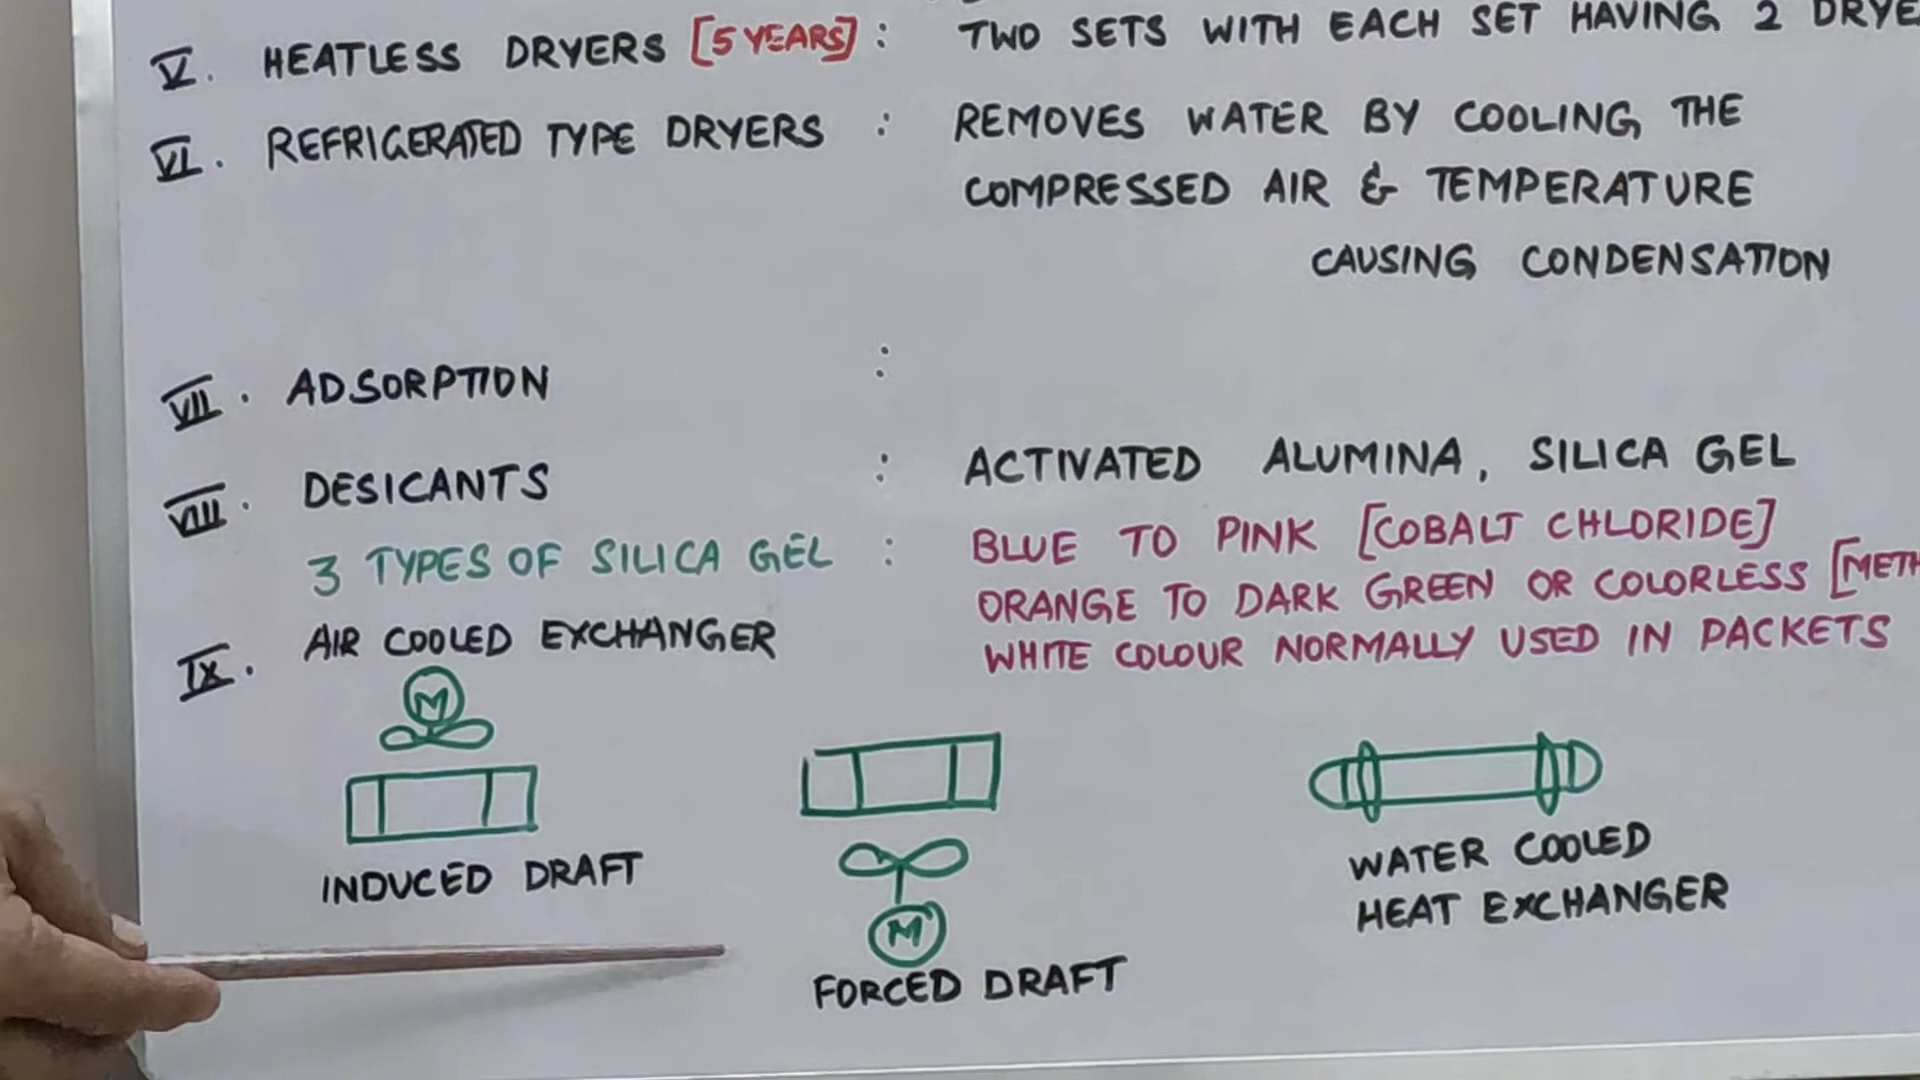 V. HEATLESS DRYERS [5 YEARS] : TWO SETS WITH EACH SET HAVING 2
VI. REFRIGERATED TYPE DRYERS : REMOVES WATER BY COOLING THE
COMPRESSED AIR & TEMPERATURE
CAUSING CONDENSATION
VII. ADSORPTION :
VIII. DESICANTS : ACTIVATED ALUMINA, SILICA GEL
3 TYPES OF SILICA GEL : BLUE TO PINK [COBALT CHLORIDE]
ORANGE TO DARK GREEN OR COLORLESS
WHITE COLOUR NORMALLY USED IN PACKETS
IX. AIR COOLED EXCHANGER
M
INDUCED DRAFT
M
FORCED DRAFT
WATER COOLED
HEAT EXCHANGER